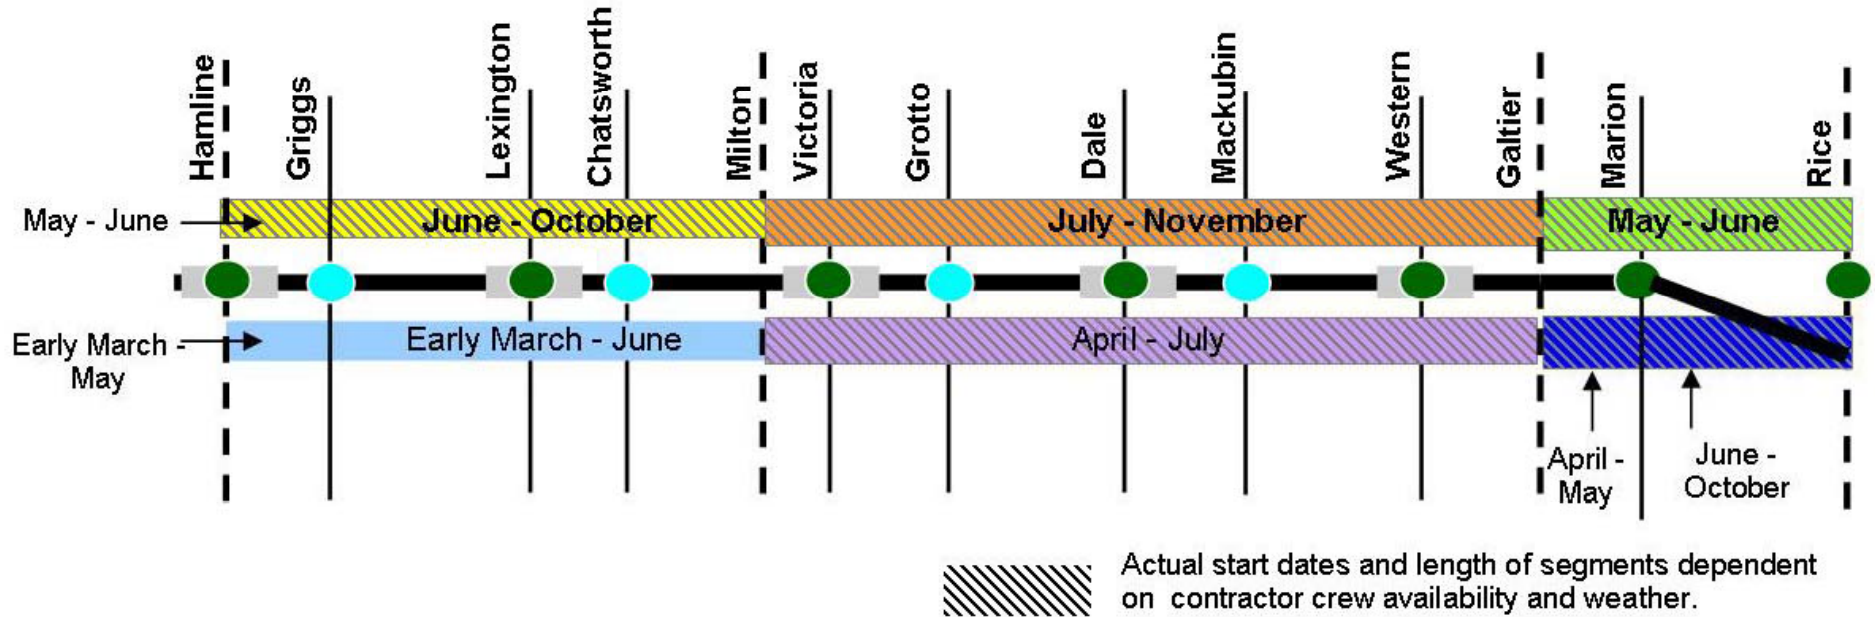 Hamline
Griggs
Lexington
Chatsworth
Milton
Victoria
Grotto
Dale
Mackubin
Western
Galtier
Marion
Rice
May - June
June - October
July - November
May - June
Early March -
May
Early March - June
April - July
April -
May
June -
October
Actual start dates and length of segments dependent
on contractor crew availability and weather.